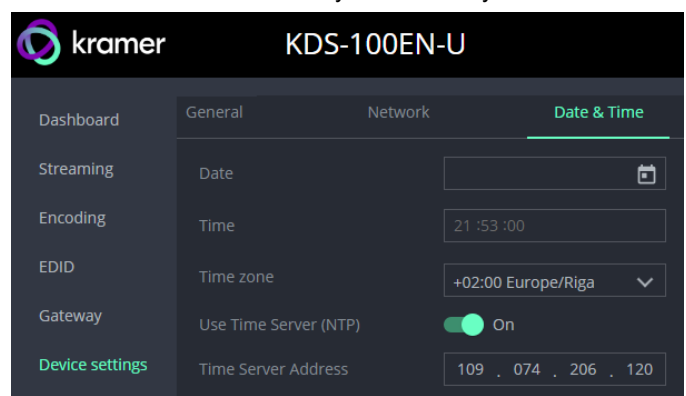 kramer KDS-100EN-U
General Network Date & Time
Dashboard
Streaming
Date
Encoding
Time 21 :53 :00
EDID
Time zone +02:00 Europe/Riga
Gateway
Use Time Server (NTP) On
Device settings
Time Server Address 109 . 074 . 206 . 120